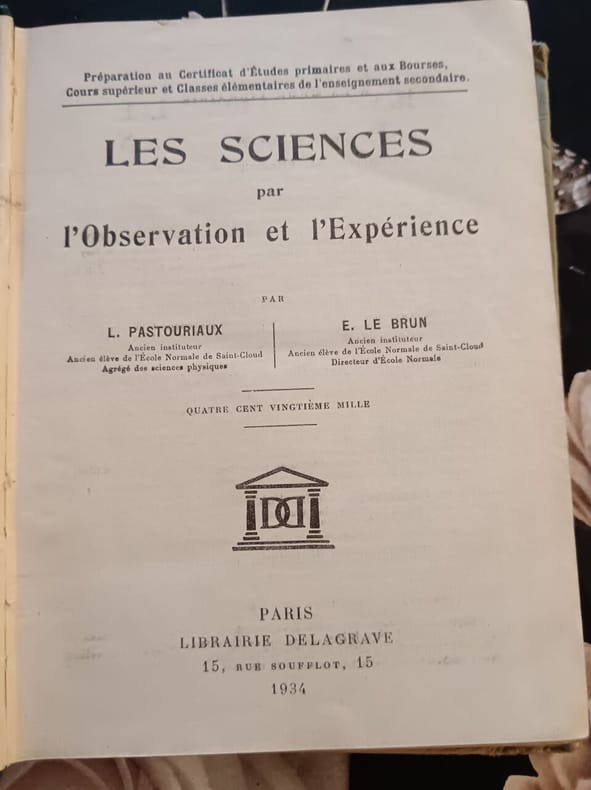 Préparation au Certificat d'Études primaires et aux Bourses,
Cours supérieur et Classes élémentaires de l'enseignement secondaire.
LES SCIENCES
par
l'Observation et l'Expérience
PAR
L. PASTOURIAUX
Ancien instituteur
Ancien élève de l'École Normale de Saint-Cloud
Agrégé des sciences physiques
E. LE BRUN
Ancien instituteur
Ancien élève de l'École Normale de Saint-Cloud
Directeur d'École Normale
QUATRE CENT VINGTIÈME MILLE
PARIS
LIBRAIRIE DELAGRAVE
15, RUE SOUFFLOT, 15
1934